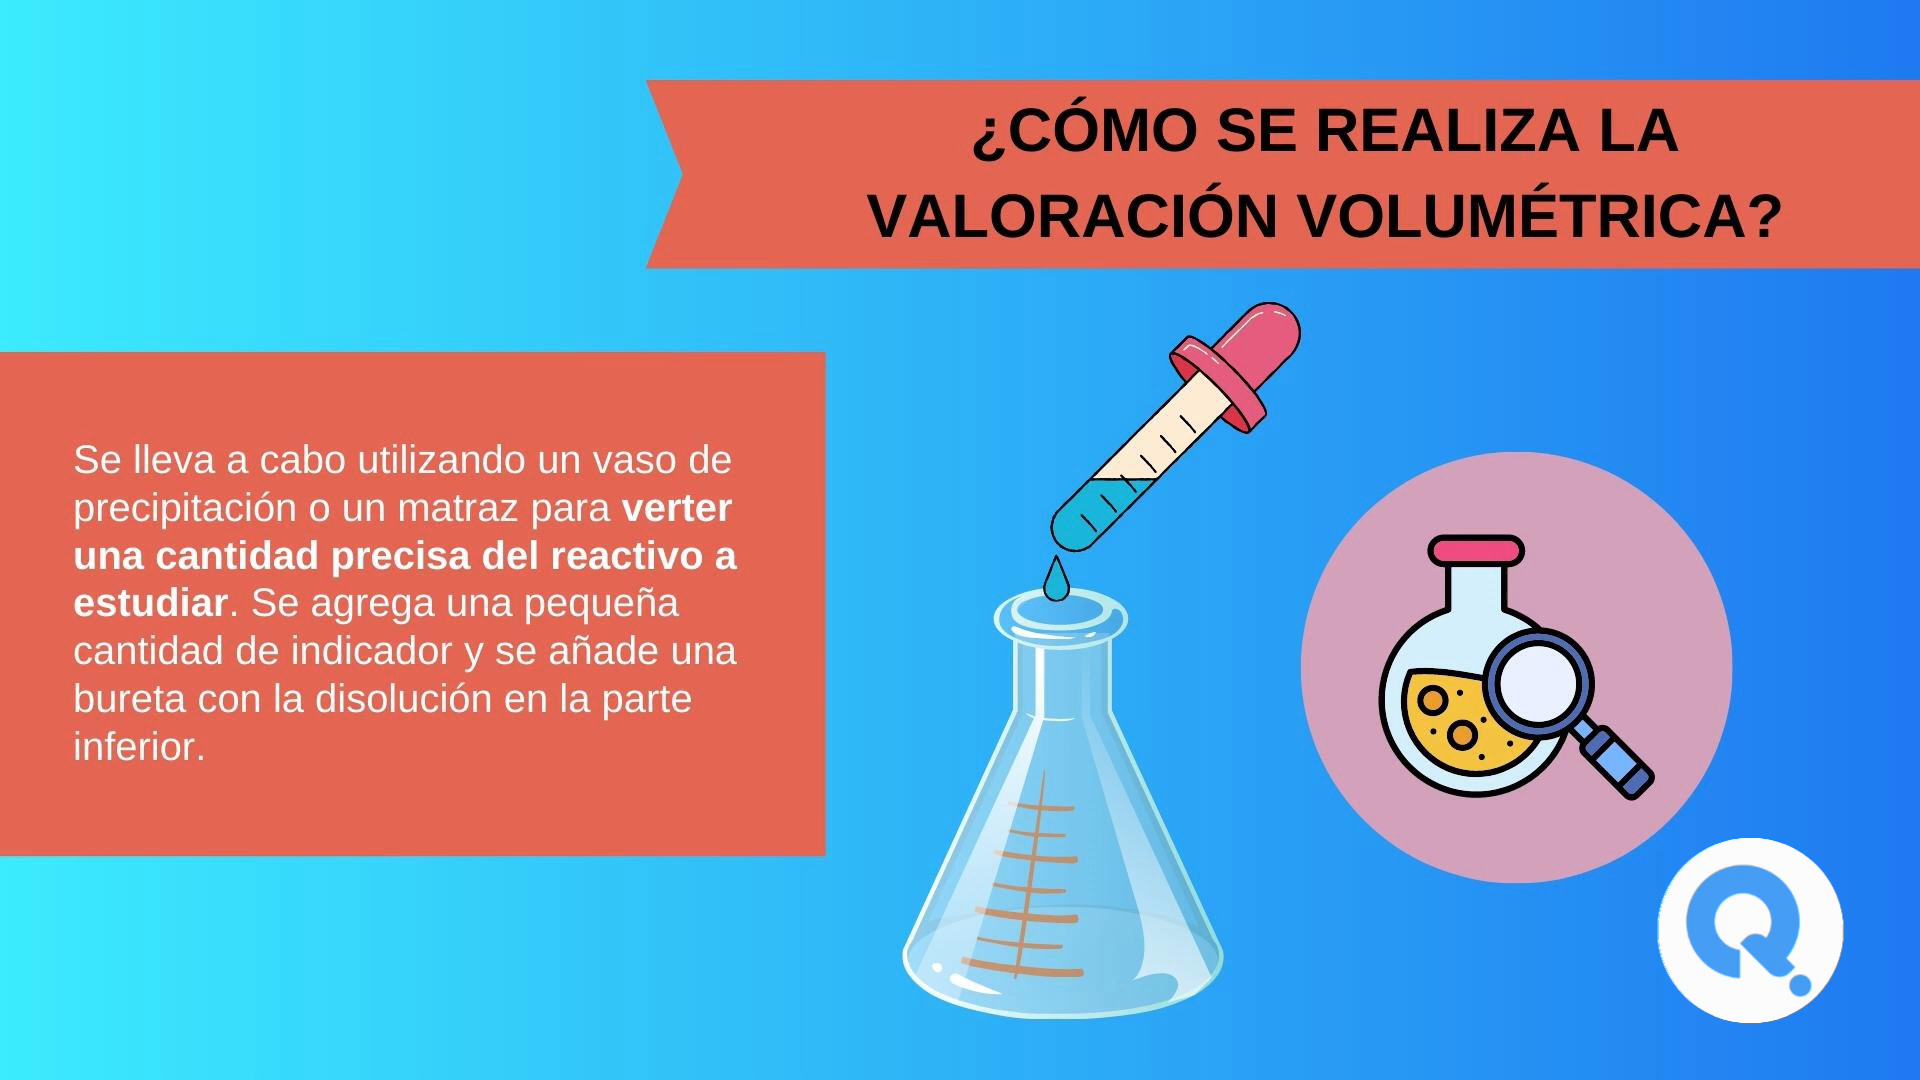 ¿CÓMO SE REALIZA LA
VALORACIÓN VOLUMÉTRICA?
Se lleva a cabo utilizando un vaso de
precipitación o un matraz para verter
una cantidad precisa del reactivo a
estudiar. Se agrega una pequeña
cantidad de indicador y se añade una
bureta con la disolución en la parte
inferior.